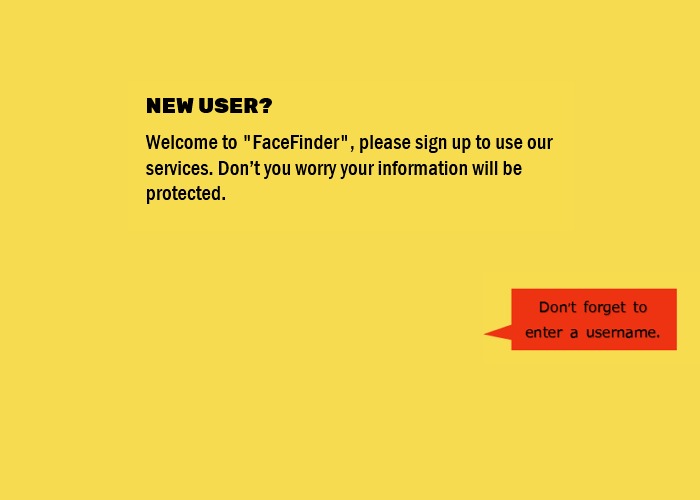 NEW USER?
Welcome to "FaceFinder", please sign up to use our
services. Don’t you worry your information will be
protected.
Don't forget to
enter a username.